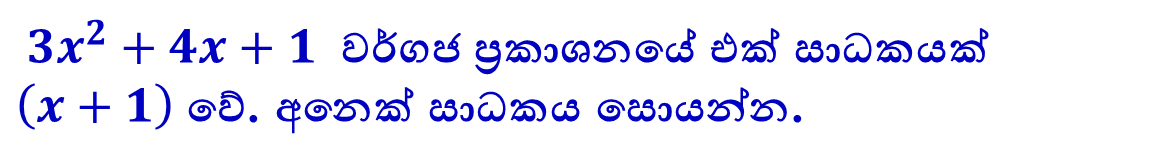 3x² + 4x + 1 වර්ගජ ප්‍රකාශනයේ එක් සාධකයක්
(x + 1) වේ. අනෙක් සාධකය සොයන්න.